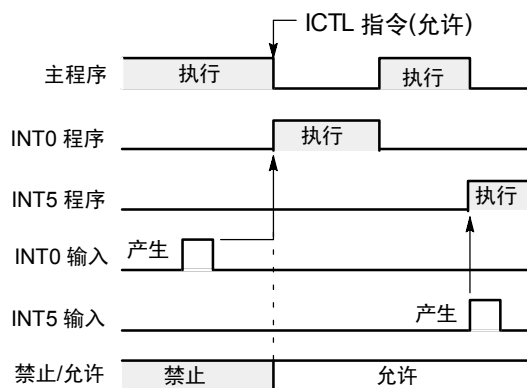 ICTL 指令(允许)
主程序 执行 执行
INT0 程序 执行
INT5 程序 执行
INT0 输入 产生
INT5 输入 产生
禁止/允许 禁止 允许